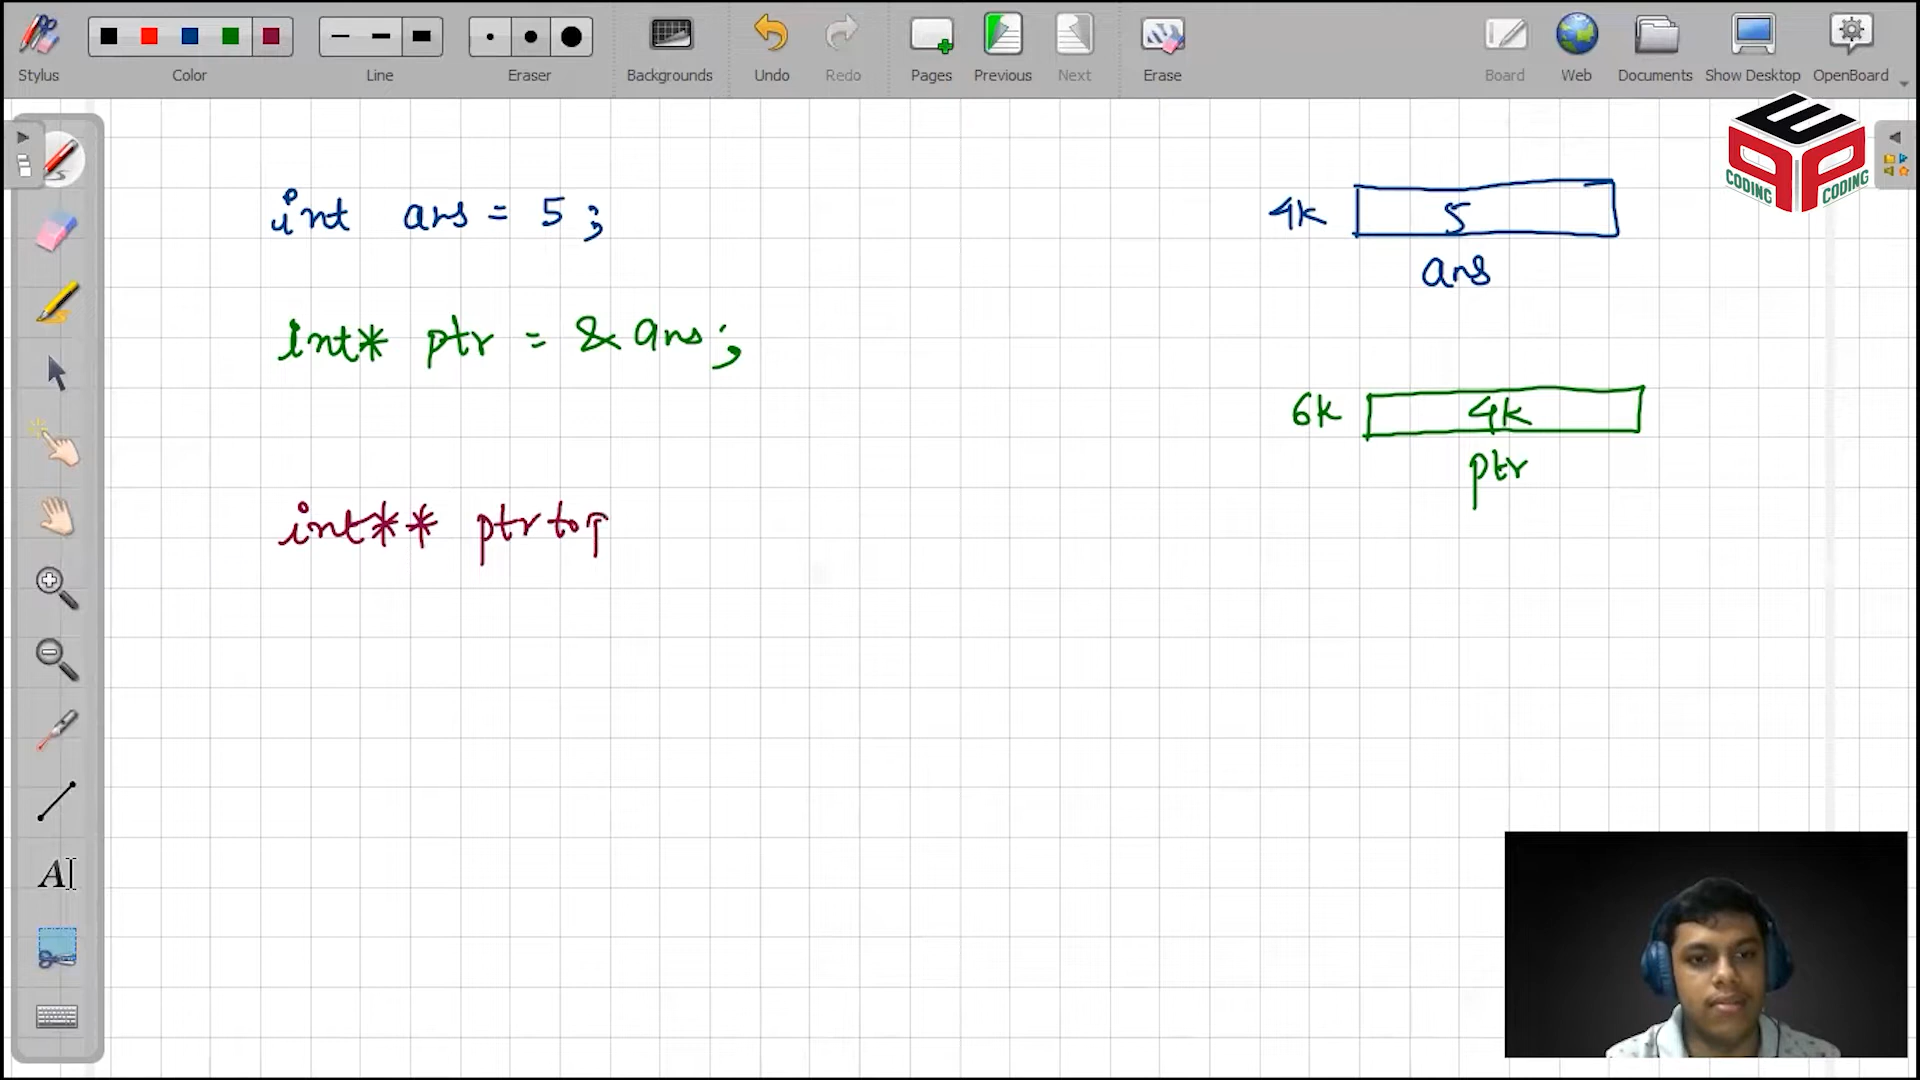 Stylus Color Line Eraser Backgrounds Undo Redo Pages Previous Next Erase Board Web Documents Show Desktop OpenBoard
CODING CODING
int ans = 5 ;
4k 5
ans
int* ptr = & ans ;
6k 4k
ptr
int** ptrtop